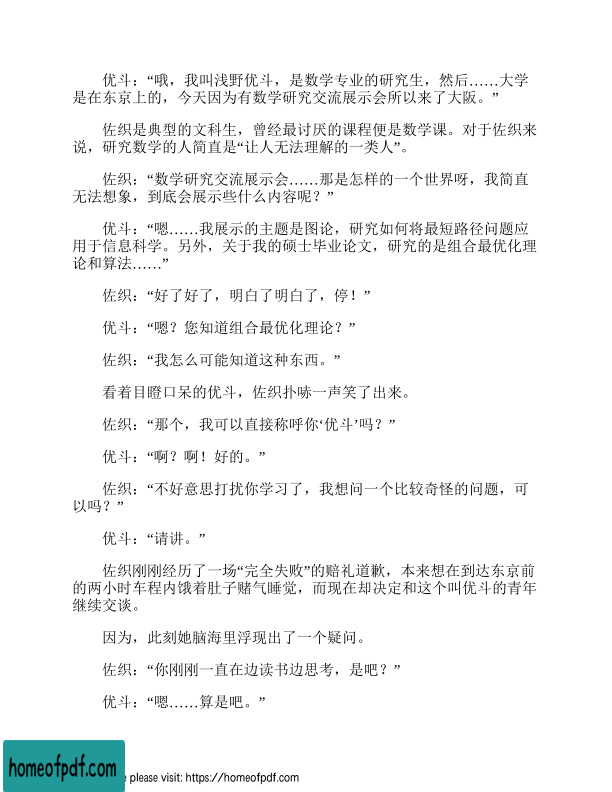 优斗：“哦，我叫浅野优斗，是数学专业的研究生，然后……大学
是在东京上的，今天因为有数学研究交流展示会所以来了大阪。”
佐织是典型的文科生，曾经最讨厌的课程便是数学课。对于佐织来
说，研究数学的人简直是“让人无法理解的一类人”。
佐织：“数学研究交流展示会……那是怎样的一个世界呀，我简直
无法想象，到底会展示些什么内容呢？”
优斗：“嗯……我展示的主题是图论，研究如何将最短路径问题应
用于信息科学。另外，关于我的硕士毕业论文，研究的是组合最优化理
论和算法……”
佐织：“好了好了，明白了明白了，停！”
优斗：“嗯？您知道组合最优化理论？”
佐织：“我怎么可能知道这种东西。”
看着目瞪口呆的优斗，佐织扑哧一声笑了出来。
佐织：“那个，我可以直接称呼你‘优斗’吗？”
优斗：“啊？啊！好的。”
佐织：“不好意思打扰你学习了，我想问一个比较奇怪的问题，可
以吗？”
优斗：“请讲。”
佐织刚刚经历了一场“完全失败”的赔礼道歉，本来想在到达东京前
的两小时车程内饿着肚子赌气睡觉，而现在却决定和这个叫优斗的青年
继续交谈。
因为，此刻她脑海里浮现出了一个疑问。
佐织：“你刚刚一直在边读书边思考，是吧？”
优斗：“嗯……算是吧。”
homeofpdf.com
e please visit: https://homeofpdf.com